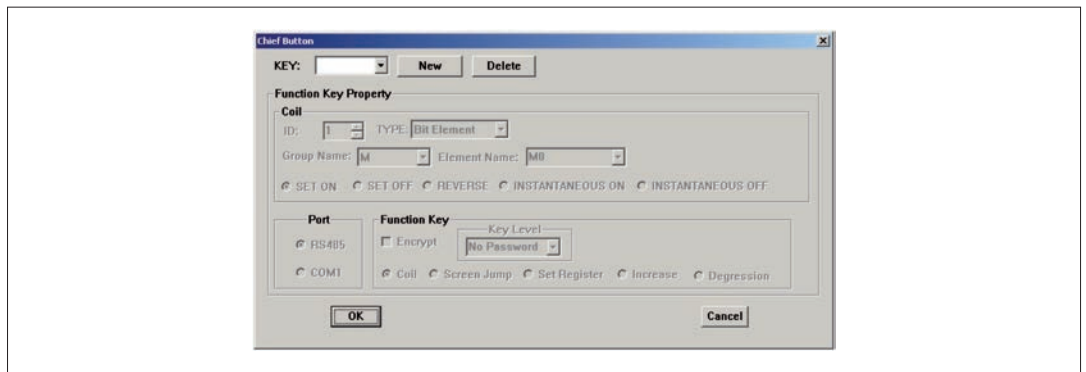 Chief Button
KEY: New Delete
Function Key Property
Coil
ID: 1 TYPE: Bit Element
Group Name: M Element Name: M0
SET ON SET OFF REVERSE INSTANTANEOUS ON INSTANTANEOUS OFF
Port
RS485
COM1
Function Key
Key Level
Encrypt No Password
Coil Screen Jump Set Register Increase Degression
OK Cancel